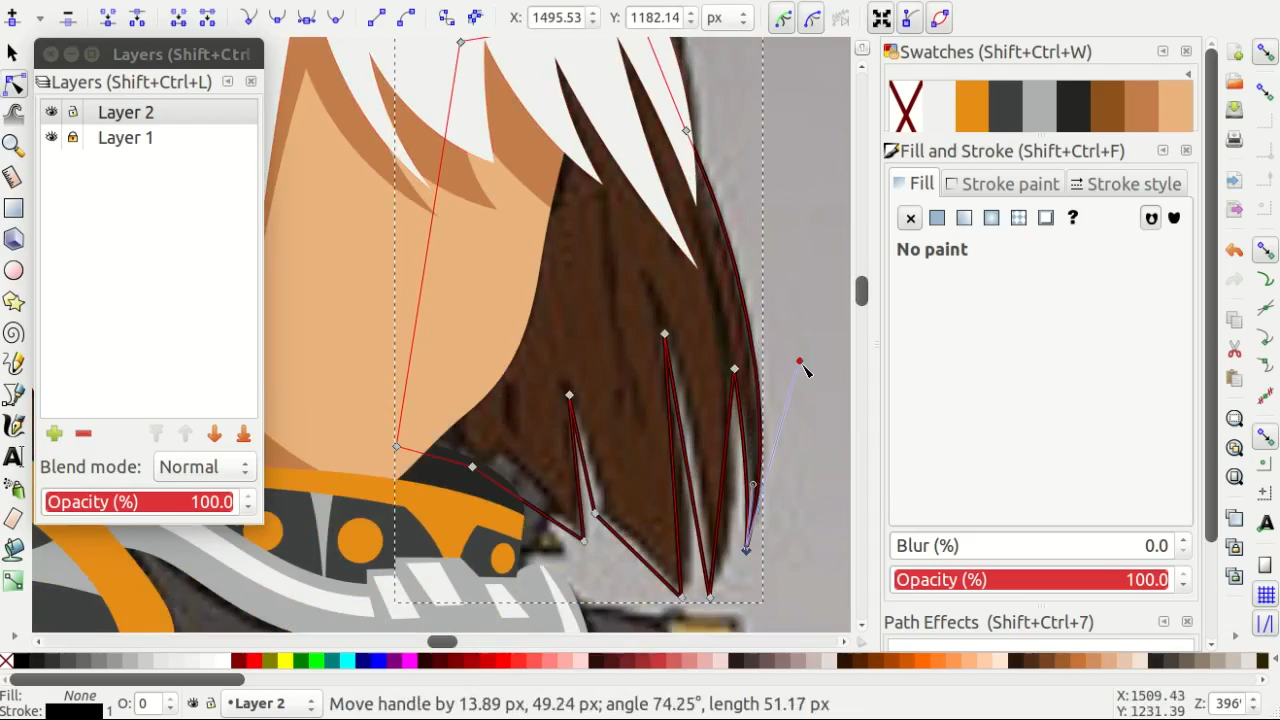 X: 1495.53
Y: 1182.14
px
Layers (Shift+Ctrl
Layers (Shift+Ctrl+L)
Layer 2
Layer 1
Blend mode: Normal
Opacity (%) 100.0
Swatches (Shift+Ctrl+W)
Fill and Stroke (Shift+Ctrl+F)
Fill
Stroke paint
Stroke style
?
No paint
Blur (%) 0.0
Opacity (%) 100.0
Path Effects (Shift+Ctrl+7)
Fill: None
Stroke: 1
O: 0
•Layer 2
Move handle by 13.89 px, 49.24 px; angle 74.25°, length 51.17 px
X:1509.43
Y:1231.39
Z: 396